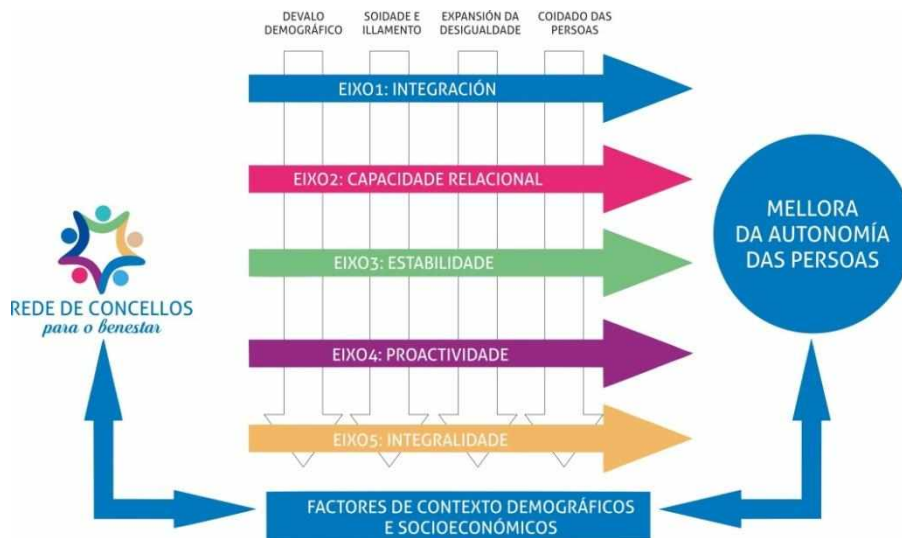 DEVALO
DEMOGRÁFICO
SOIDADE E
ILLAMENTO
EXPANSIÓN DA
DESIGUALDADE
COIDADO DAS
PERSOAS
EIXO1: INTEGRACIÓN
EIXO2: CAPACIDADE RELACIONAL
EIXO3: ESTABILIDADE
EIXO4: PROACTIVIDADE
EIXO5: INTEGRALIDADE
REDE DE CONCELLOS
para o benestar
MELLORA
DA AUTONOMÍA
DAS PERSOAS
FACTORES DE CONTEXTO DEMOGRÁFICOS
E SOCIOECONÓMICOS